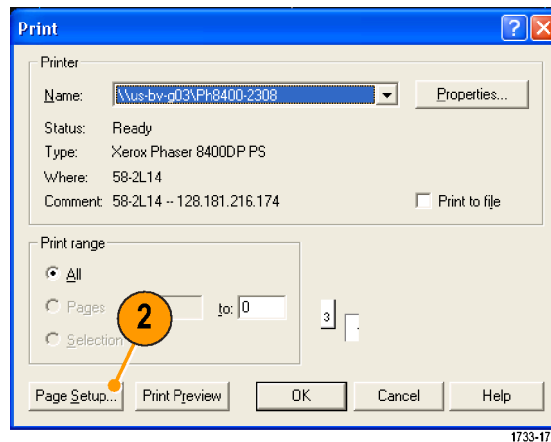 Print
Printer
Name: \\us-bv-g03\Ph8400-2308 Properties...
Status: Ready
Type: Xerox Phaser 8400DP PS
Where: 58-2L14
Comment: 58-2L14 -- 128.181.216.174 Print to file
Print range
All
Pages to: 0
Selection
2
3
Page Setup... Print Preview OK Cancel Help
1733-17